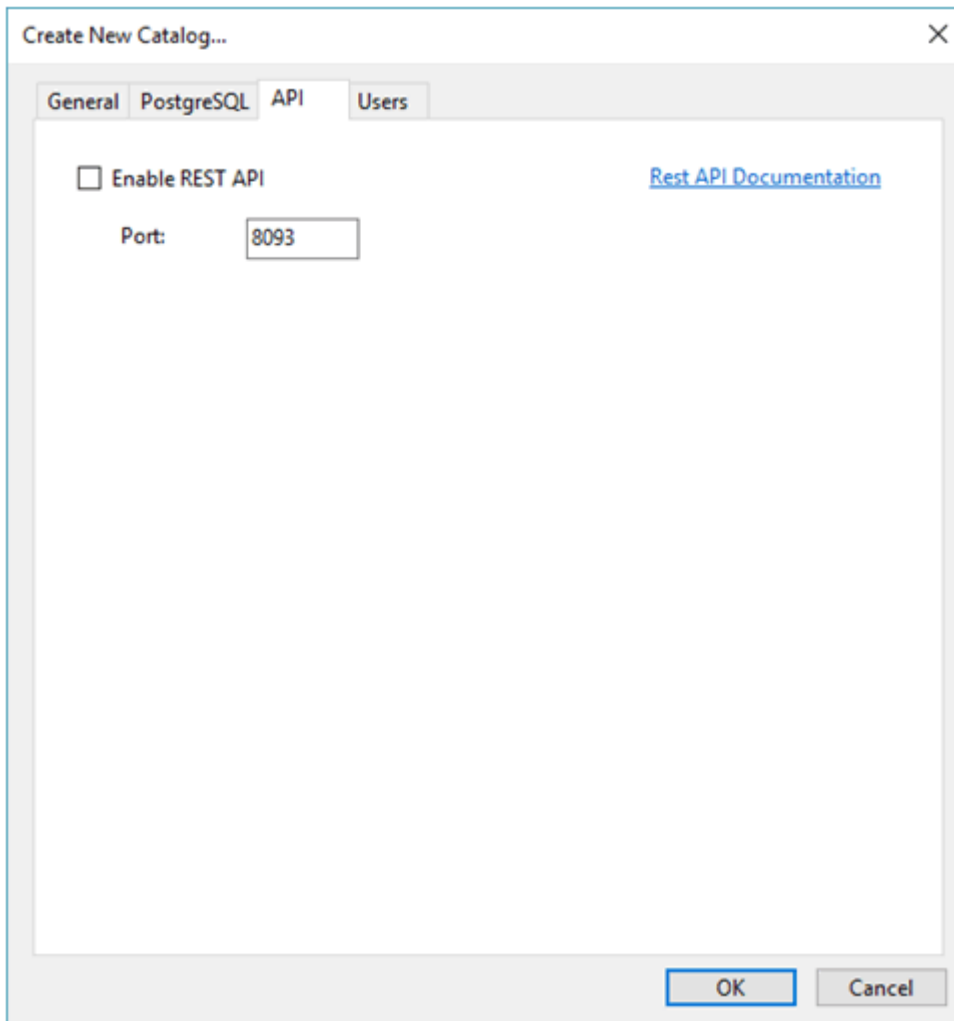 Create New Catalog...
General PostgreSQL API Users
Enable REST API Rest API Documentation
Port: 8093
OK Cancel